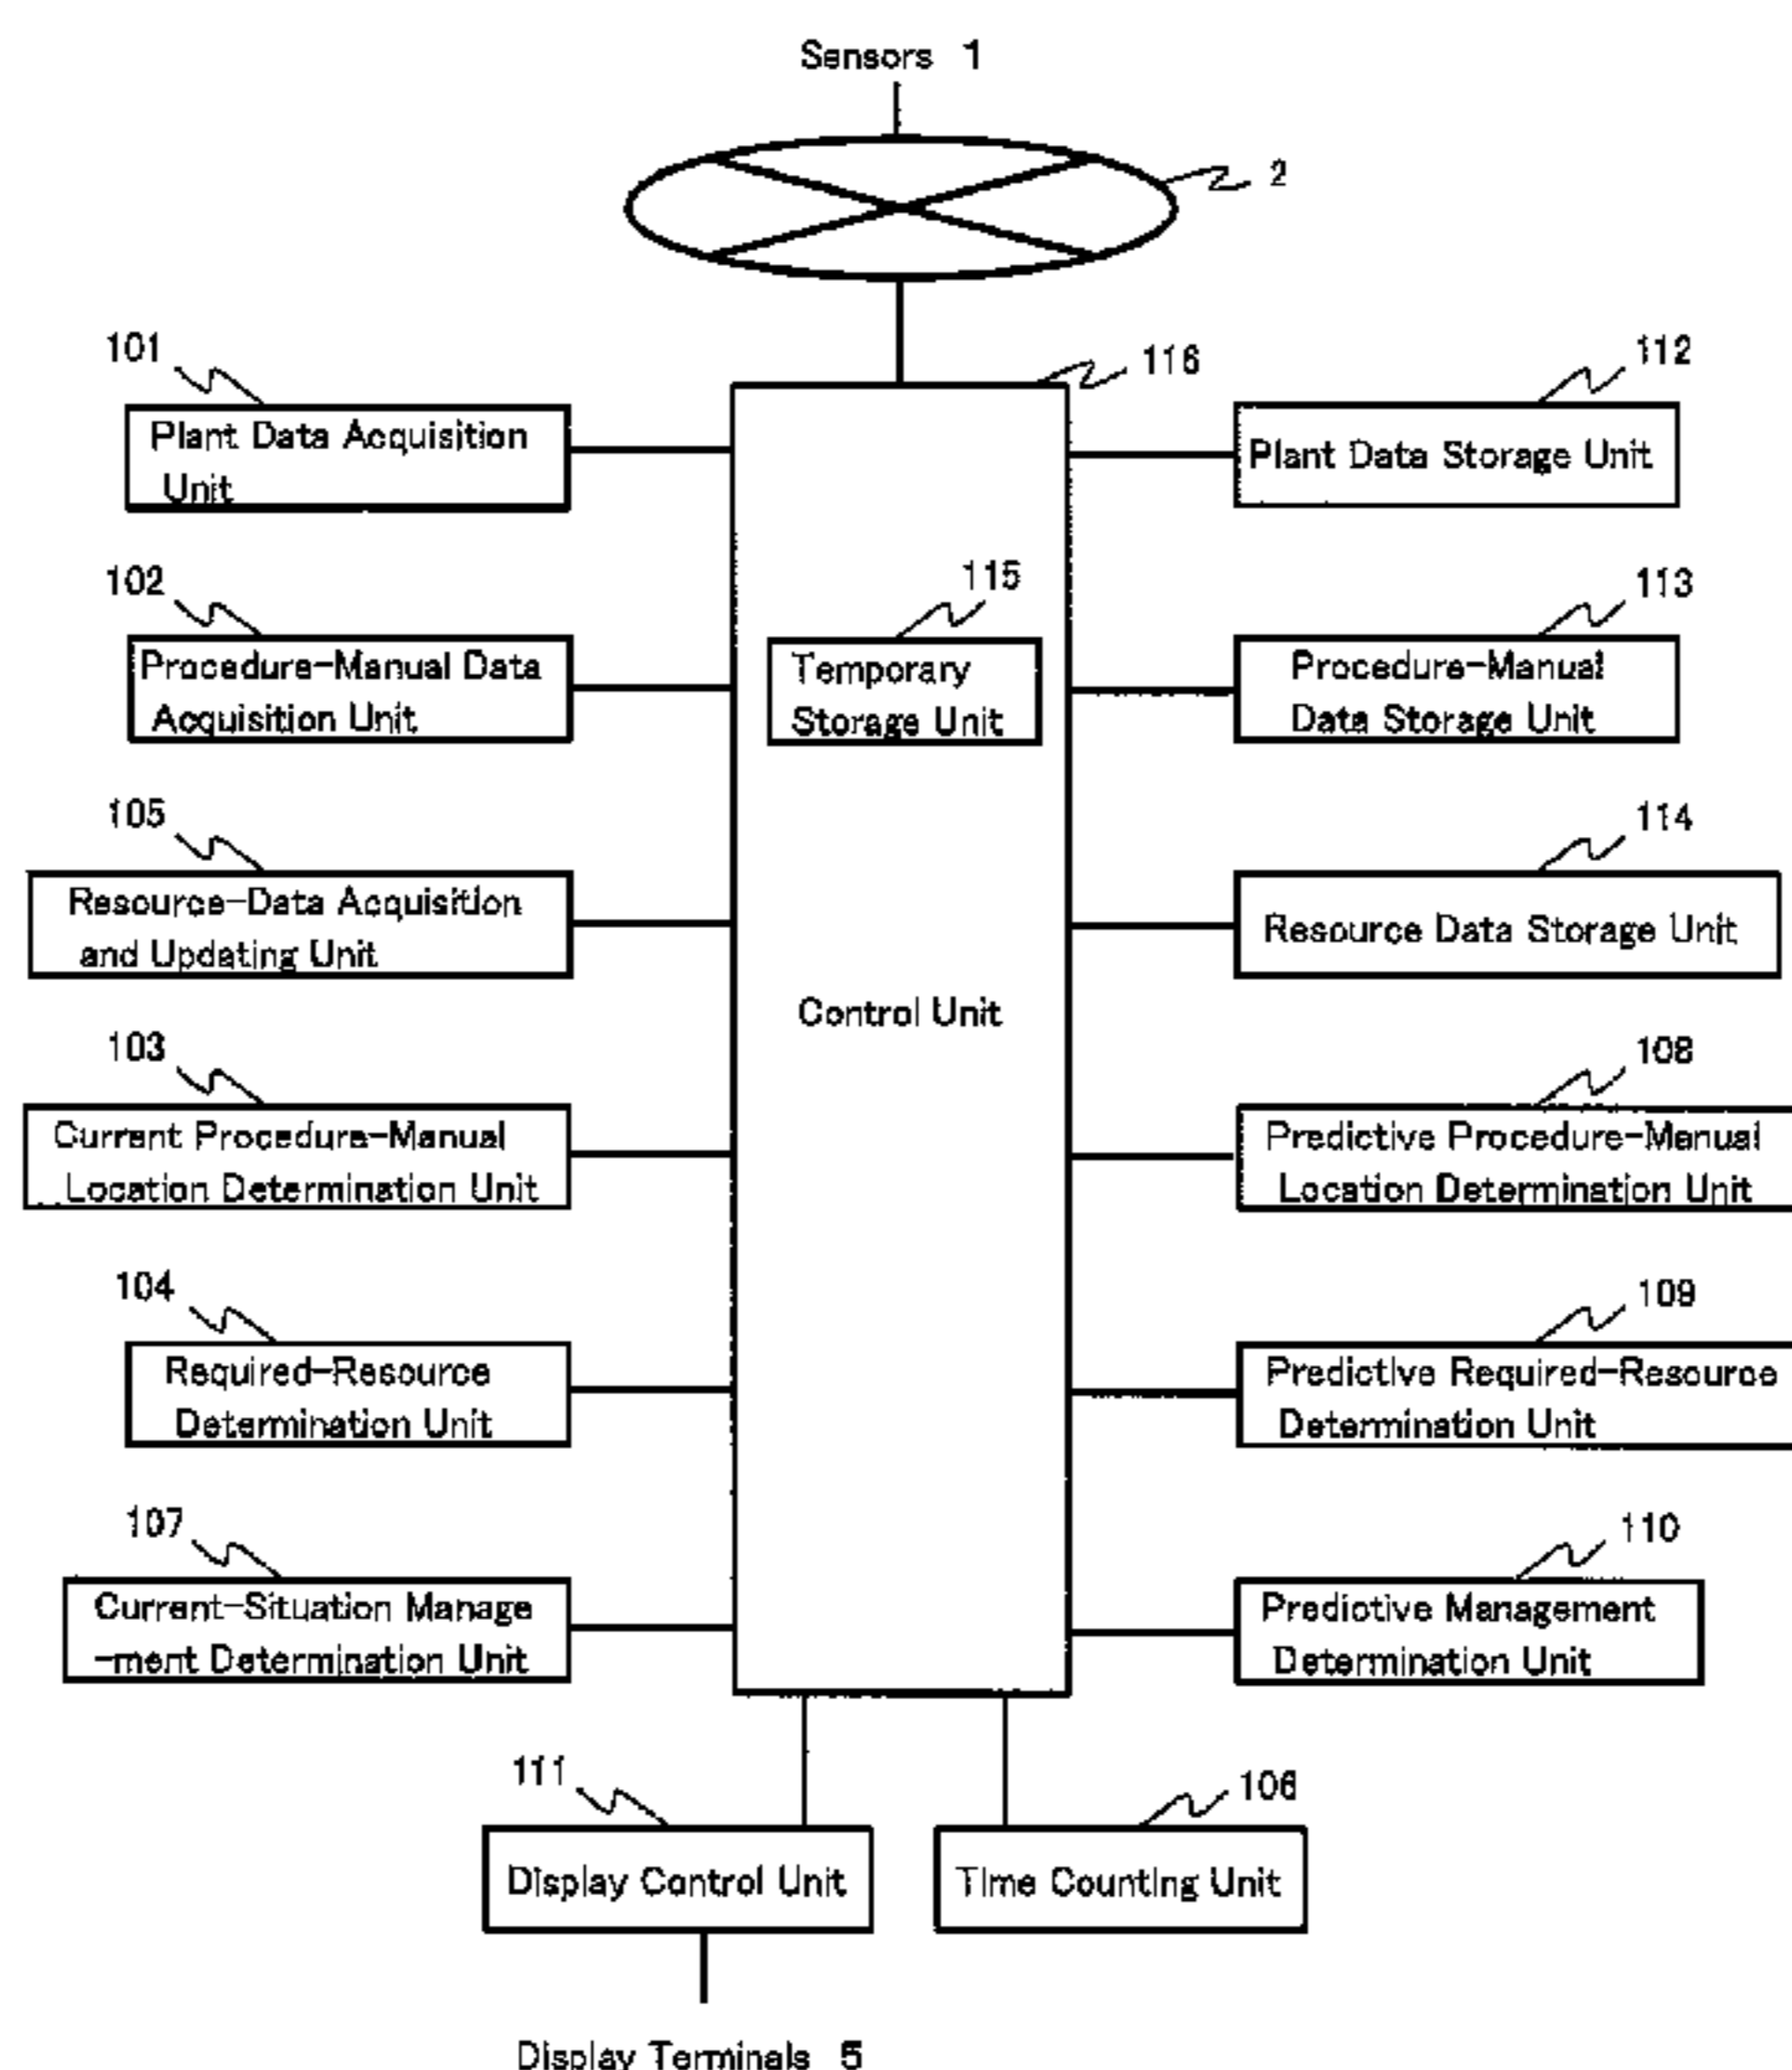 Sensors 1
2
116
101
Plant Data Acquisition
Unit
112
Plant Data Storage Unit
102
Procedure-Manual Data
Acquisition Unit
115
Temporary
Storage Unit
113
Procedure-Manual
Data Storage Unit
105
Resource-Data Acquisition
and Updating Unit
114
Resource Data Storage Unit
Control Unit
103
Current Procedure-Manual
Location Determination Unit
108
Predictive Procedure-Manual
Location Determination Unit
104
Required-Resource
Determination Unit
109
Predictive Required-Resource
Determination Unit
107
Current-Situation Manage
-ment Determination Unit
110
Predictive Management
Determination Unit
111
Display Control Unit
106
Time Counting Unit
Display Terminals 5